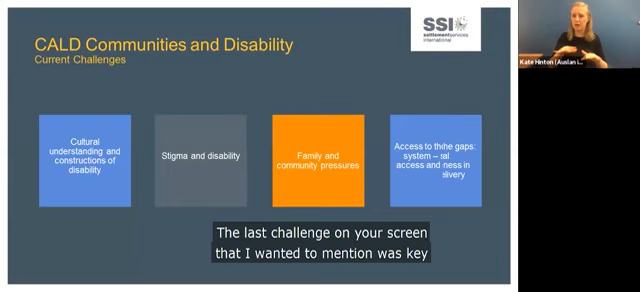 CALD Communities and Disability
Current Challenges
SSI
settlement services
international
Kate Hinton (Auslan i...
Cultural
understanding and
constructions of
disability
Stigma and disability
Family and
community pressures
Access to
gaps:
system –
access and
The last challenge on your screen
that I wanted to mention was key